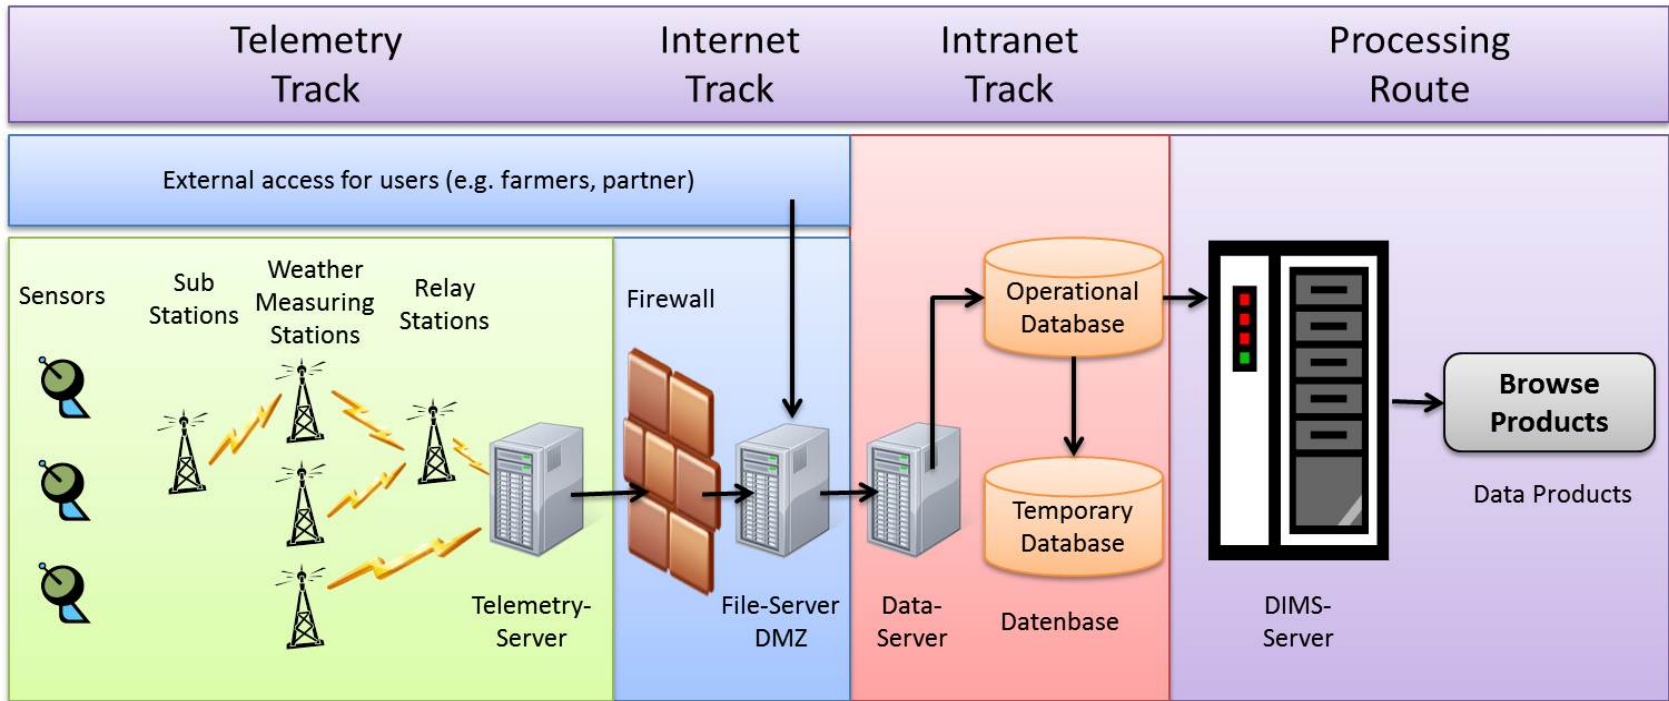 Telemetry
Track
Internet
Track
Intranet
Track
Processing
Route
External access for users (e.g. farmers, partner)
Sensors
Sub
Stations
Weather
Measuring
Stations
Relay
Stations
Telemetry-
Server
Firewall
File-Server
DMZ
Data-
Server
Operational
Database
Temporary
Database
Datenbase
DIMS-
Server
Browse
Products
Data Products